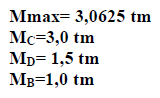 Mmax= 3,0625 tm
MC=3,0 tm
MD= 1,5 tm
MB=1,0 tm